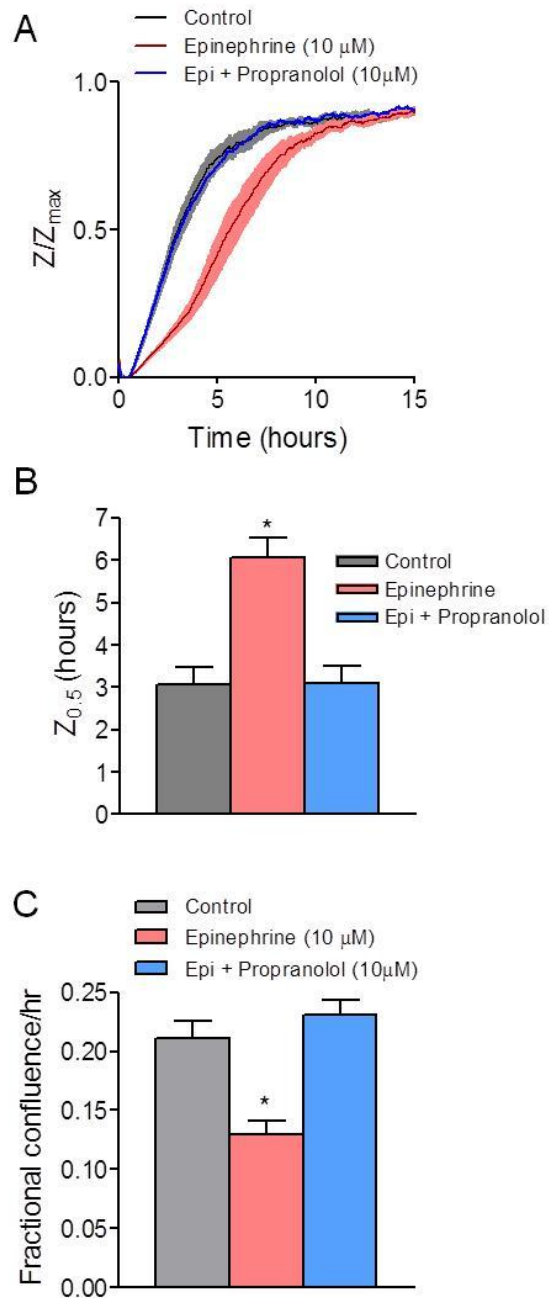 A
Control
Epinephrine (10 μM)
Epi + Propranolol (10μM)
1.0
0.5
0.0
Z/Zmax
0 5 10 15
Time (hours)
B
7
6
5
4
3
2
1
0
Z0.5 (hours)
*
Control
Epinephrine
Epi + Propranolol
C
Control
Epinephrine (10 μM)
Epi + Propranolol (10μM)
0.25
0.20
0.15
0.10
0.05
0.00
Fractional confluence/hr
*